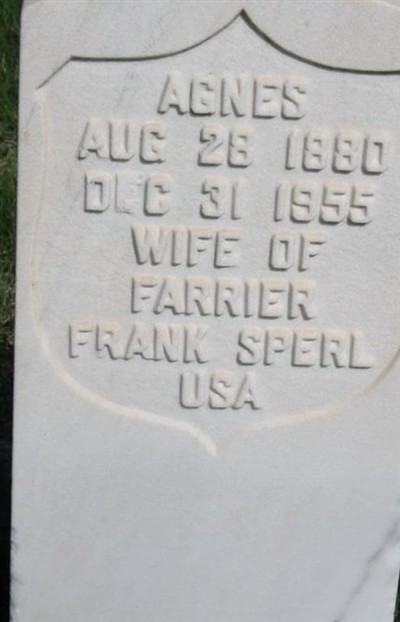 AGNES
AUG 28 1880
DEC 31 1955
WIFE OF
FARRIER
FRANK SPERL
USA